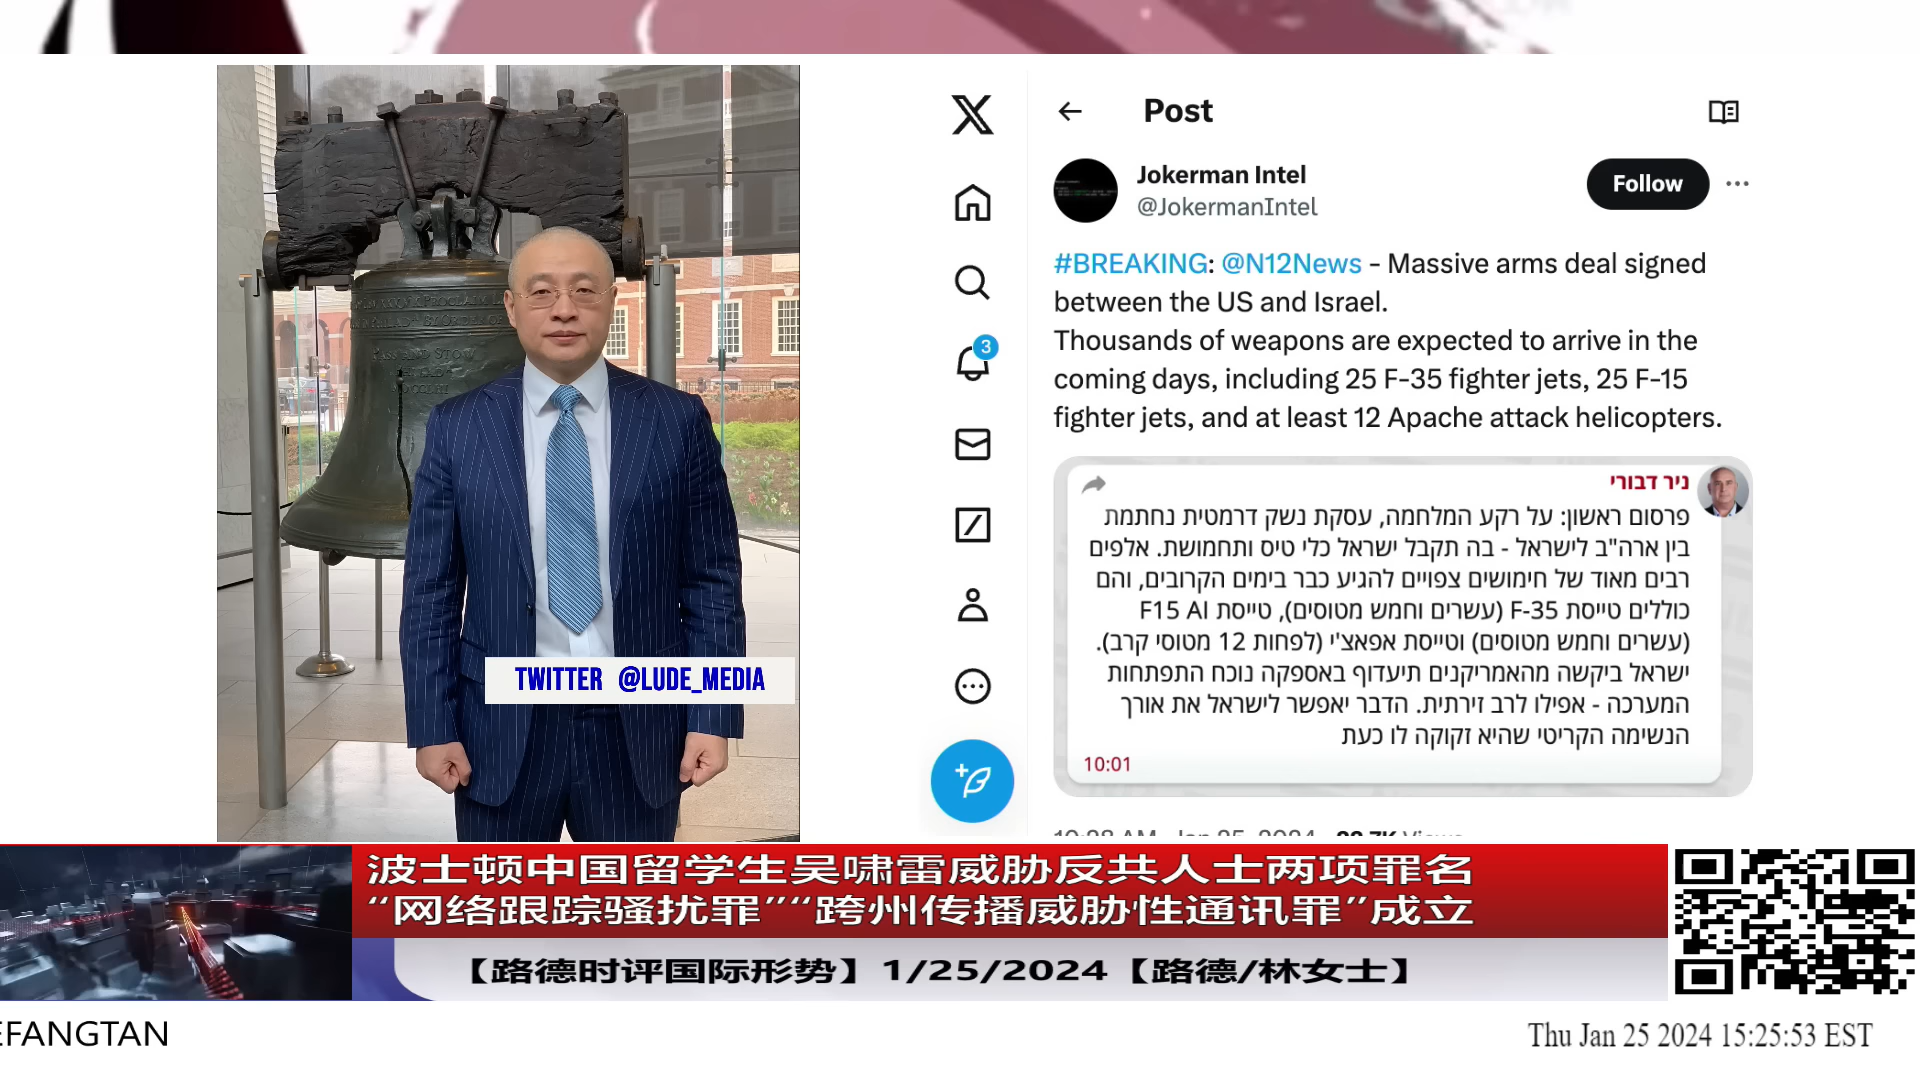 PASS AND STOW
TWITTER @LUDE_MEDIA
Post
Jokerman Intel
@JokermanIntel
Follow
3
#BREAKING: @N12News - Massive arms deal signed
between the US and Israel.
Thousands of weapons are expected to arrive in the
coming days, including 25 F-35 fighter jets, 25 F-15
fighter jets, and at least 12 Apache attack helicopters.
ניר דבורי
פרסום ראשון: על רקע המלחמה, עסקת נשק דרמטית נחתמת
בין ארה"ב לישראל - בה תקבל ישראל כלי טיס ותחמושת. אלפים
רבים מאוד של חימושים צפויים להגיע כבר בימים הקרובים, והם
כוללים טייסת F-35 (עשרים וחמש מטוסים), טייסת F15 AI
(עשרים וחמש מטוסים) וטייסת אפאצ'י (לפחות 12 מטוסי קרב).
ישראל ביקשה מהאמריקנים תיעדוף באספקה נוכח התפתחות
המערכה - אפילו לרב זירתית. הדבר יאפשר לישראל את אורך
הנשימה הקריטי שהיא זקוקה לו כעת
10:01
波士顿中国留学生吴啸雷威胁反共人士两项罪名
“网络跟踪骚扰罪”“跨州传播威胁性通讯罪”成立
【路德时评国际形势】1/25/2024【路德/林女士】
EFANGTAN
Thu Jan 25 2024 15:25:53 EST